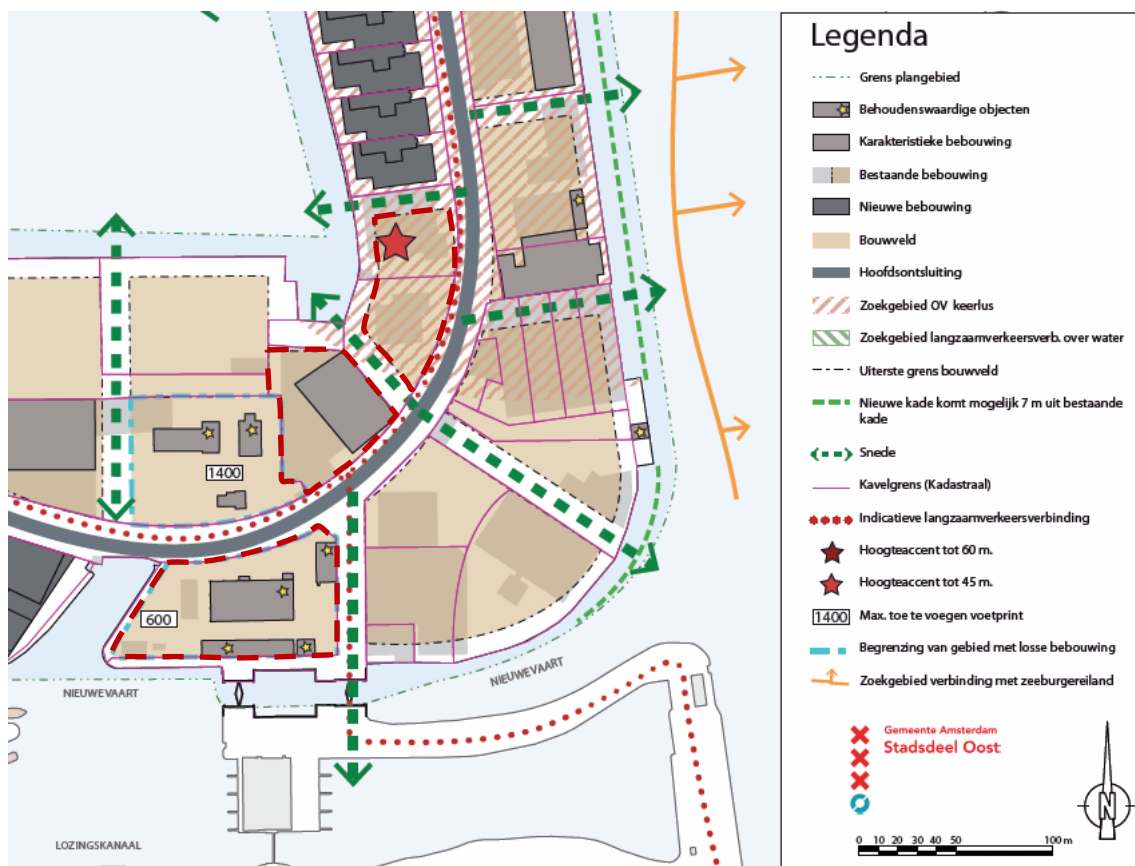 1400
600
NIEUWEVAART
NIEUWEVAART
LOZINGSKANAAL
Legenda
Grens plangebied
Behoudenswaardige objecten
Karakteristieke bebouwing
Bestaande bebouwing
Nieuwe bebouwing
Bouwveld
Hoofdsontsluiting
Zoekgebied OV keerlus
Zoekgebied langzaamverkeersverb. over water
Uiterste grens bouwveld
Nieuwe kade komt mogelijk 7 m uit bestaande
kade
Snede
Kavelgrens (Kadastraal)
Indicatieve langzaamverkeersverbinding
Hoogteaccent tot 60 m.
Hoogteaccent tot 45 m.
1400 Max. toe te voegen voetprint
Begrenzing van gebied met losse bebouwing
Zoekgebied verbinding met zeeburgereiland
Gemeente Amsterdam
Stadsdeel Oost
N
0 10 20 30 40 50 100 m